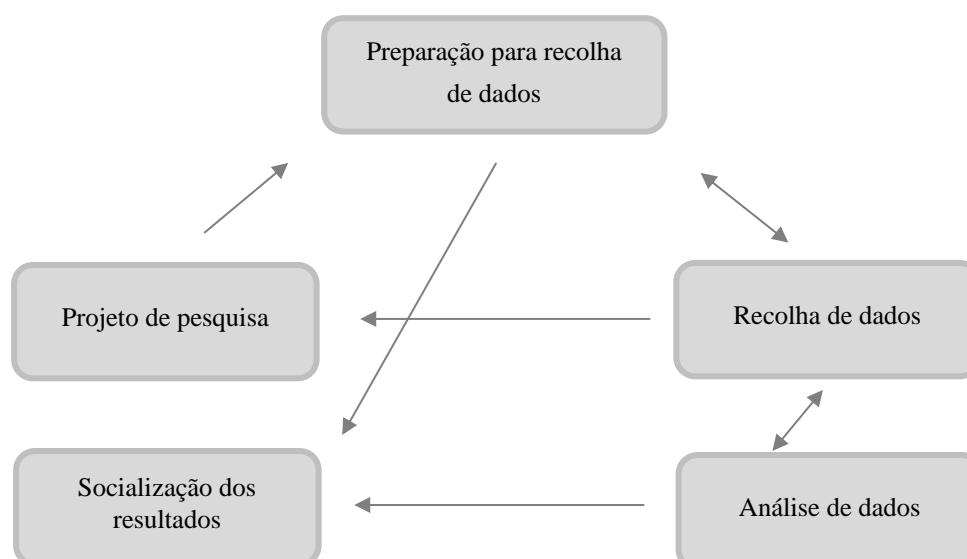 Preparação para recolha
de dados
Projeto de pesquisa
Recolha de dados
Socialização dos
resultados
Análise de dados